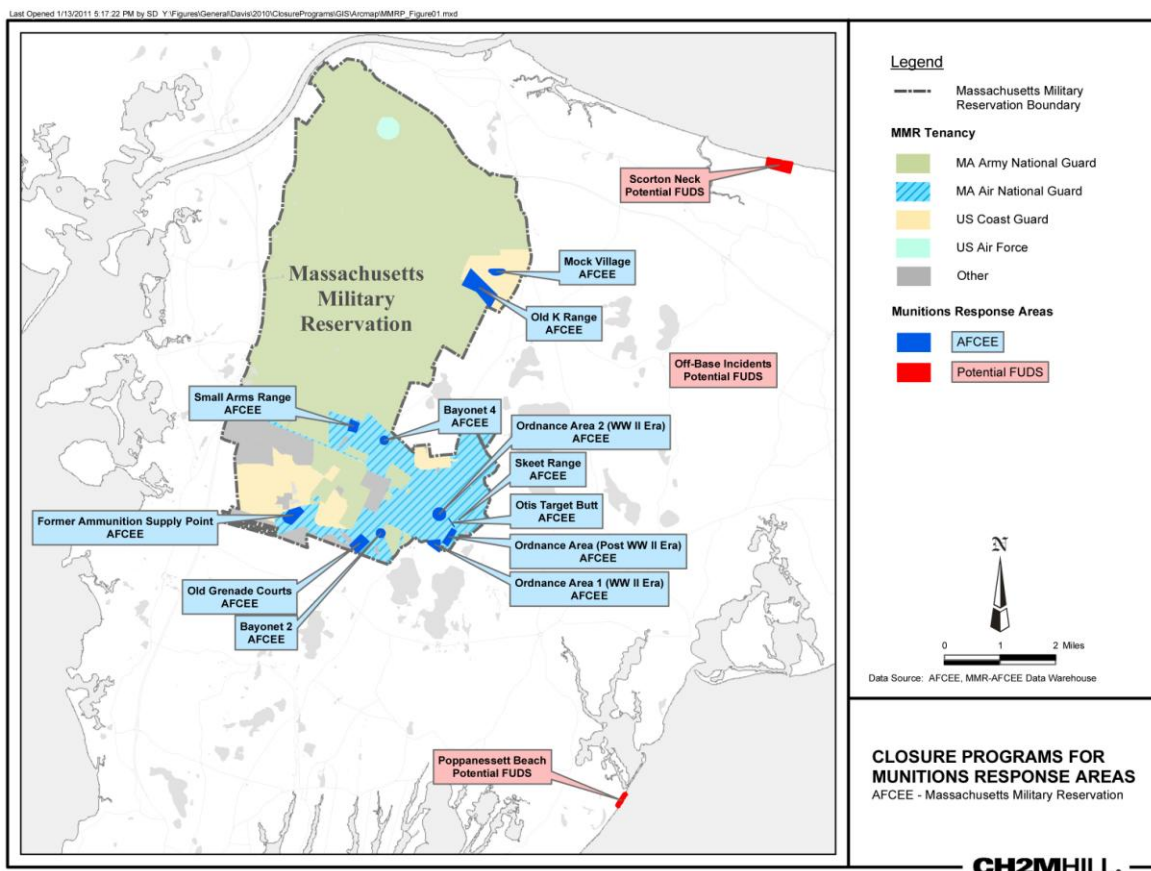 Last Opened 1/13/2011 5:17:22 PM by SD Y:\Figures\General\Davis\2010\ClosurePrograms\GIS\Arcmap\MMRP_Figure01.mxd
Scorton Neck
Potential FUDS
Mock Village
AFCEE
Massachusetts
Military
Reservation
Old K Range
AFCEE
Off-Base Incidents
Potential FUDS
Small Arms Range
AFCEE
Bayonet 4
AFCEE
Ordnance Area 2 (WW II Era)
AFCEE
Skeet Range
AFCEE
Otis Target Butt
AFCEE
Former Ammunition Supply Point
AFCEE
Ordnance Area (Post WW II Era)
AFCEE
Old Grenade Courts
AFCEE
Ordnance Area 1 (WW II Era)
AFCEE
Bayonet 2
AFCEE
Poppanessett Beach
Potential FUDS
Legend
Massachusetts Military
Reservation Boundary
MMR Tenancy
MA Army National Guard
MA Air National Guard
US Coast Guard
US Air Force
Other
Munitions Response Areas
AFCEE
Potential FUDS
N
0 1 2 Miles
Data Source: AFCEE, MMR-AFCEE Data Warehouse
CLOSURE PROGRAMS FOR
MUNITIONS RESPONSE AREAS
AFCEE - Massachusetts Military Reservation
CH2MHILL.